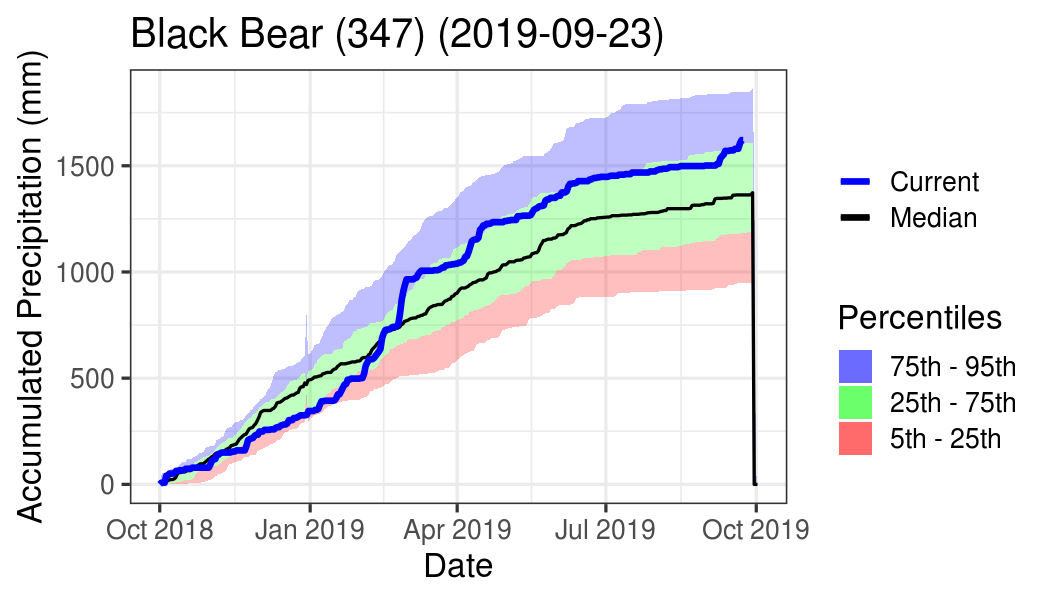 Black Bear (347) (2019-09-23)
Accumulated Precipitation (mm)
1500
1000
500
0
Oct 2018
Jan 2019
Apr 2019
Jul 2019
Oct 2019
Date
Current
Median
Percentiles
75th - 95th
25th - 75th
5th - 25th